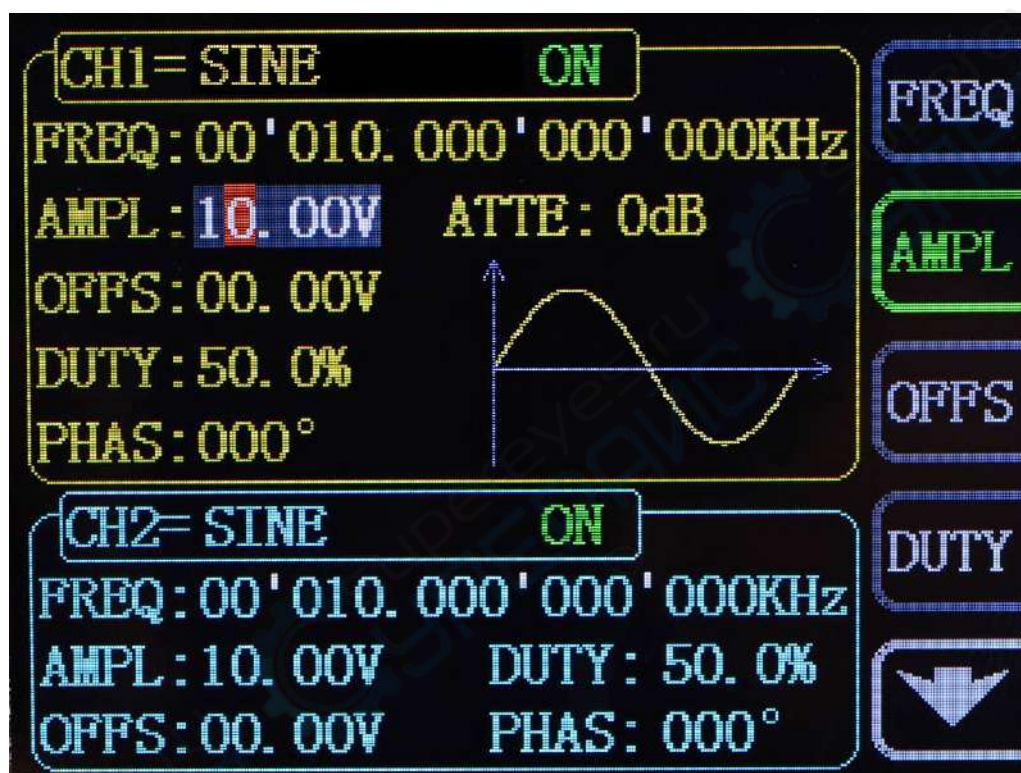 CH1= SINE ON
FREQ:00'010.000'000'000KHz
AMPL:10.00V ATTE: 0dB
OFFS:00.00V
DUTY:50.0%
PHAS:000°
CH2= SINE ON
FREQ:00'010.000'000'000KHz
AMPL:10.00V DUTY: 50.0%
OFFS:00.00V PHAS: 000°
FREQ
AMPL
OFFS
DUTY